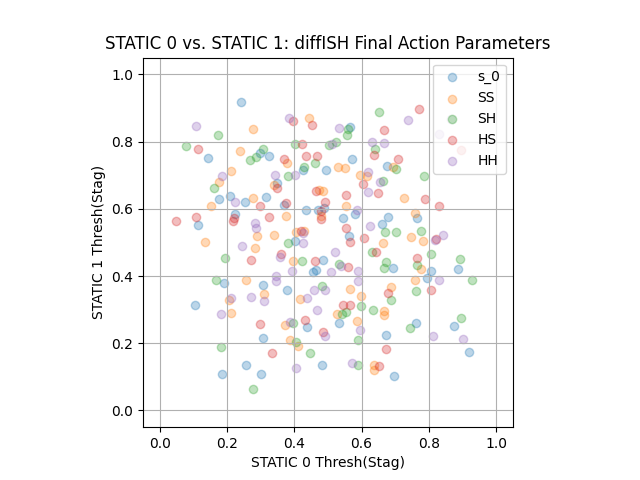 STATIC 0 vs. STATIC 1: diffISH Final Action Parameters
s_0
SS
SH
HS
HH
1.0
0.8
0.6
0.4
0.2
0.0
STATIC 1 Thresh(Stag)
0.0 0.2 0.4 0.6 0.8 1.0
STATIC 0 Thresh(Stag)